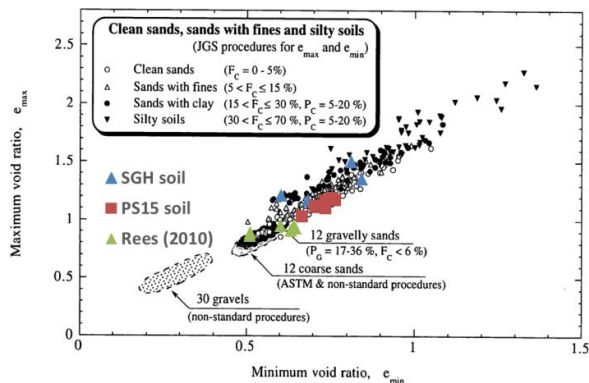 2.5
2
1.5
1
0.5
0
Maximum void ratio, e_max
Clean sands, sands with fines and silty soils
(JGS procedures for e_max and e_min)
Clean sands (F_C = 0 - 5%)
Sands with fines (5 < F_C ≤ 15 %)
Sands with clay (15 < F_C ≤ 30 %, P_C = 5-20 %)
Silty soils (30 < F_C ≤ 70 %, P_C = 5-20 %)
SGH soil
PS15 soil
Rees (2010)
12 gravelly sands
(P_G = 17-36 %, F_C < 6 %)
12 coarse sands
(ASTM & non-standard procedures)
30 gravels
(non-standard procedures)
0 0.5 1 1.5
Minimum void ratio, e_min